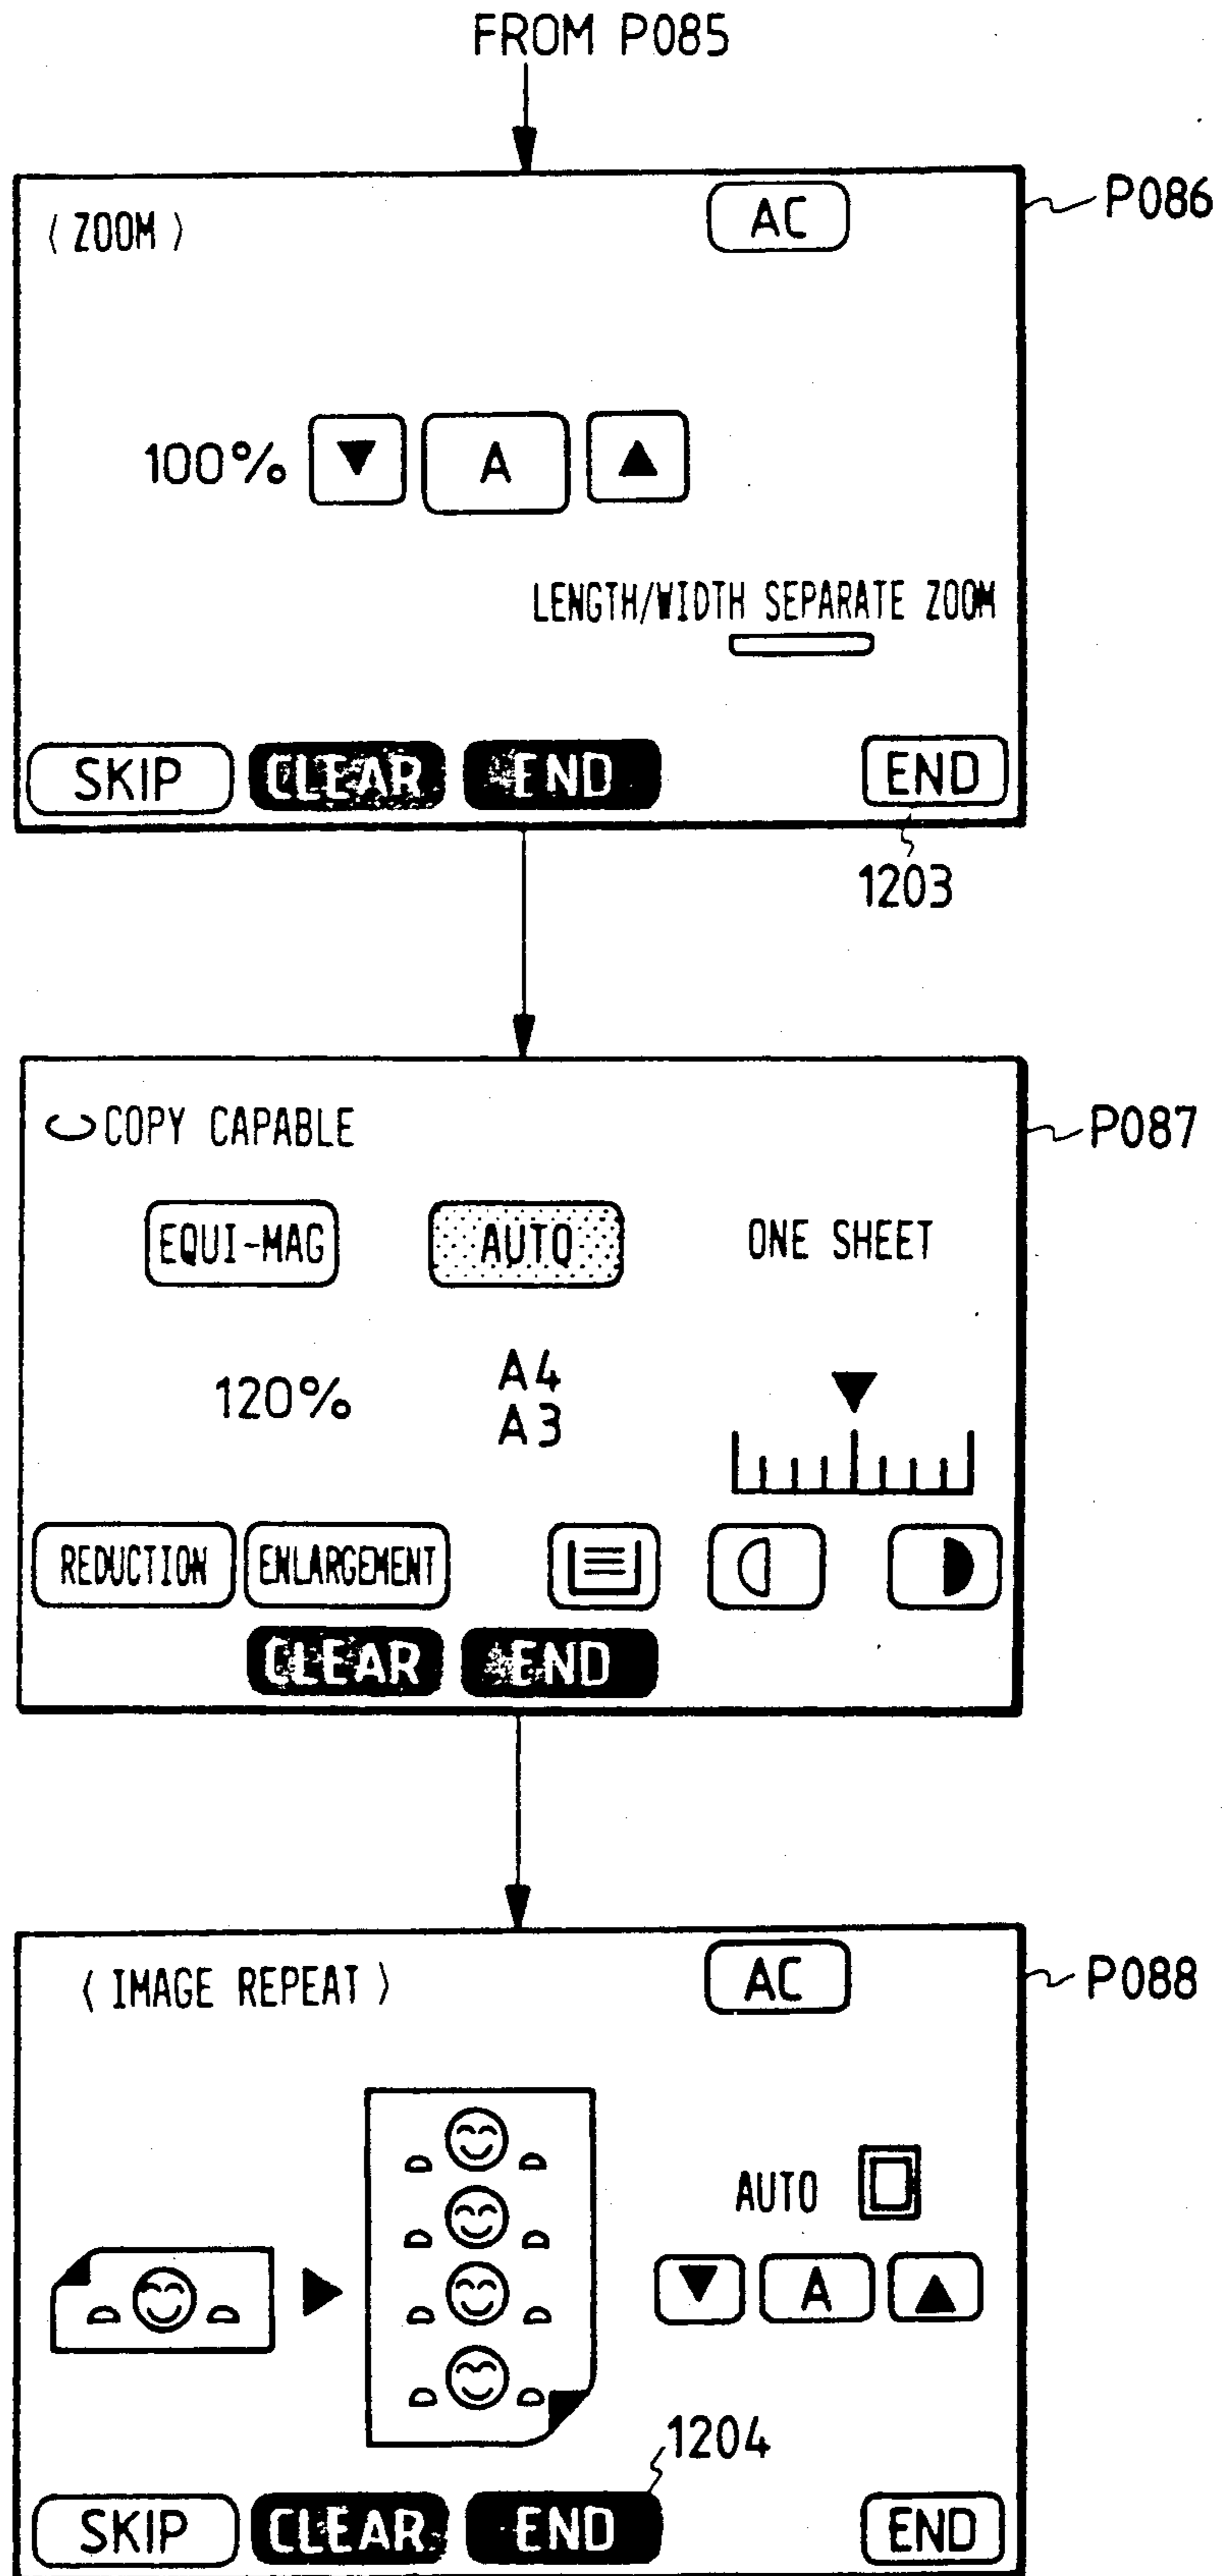 FROM P085
⟨ ZOOM ⟩ AC P086
100% ▼ A ▲
LENGTH/WIDTH SEPARATE ZOOM
SKIP CLEAR END END
1203
COPY CAPABLE P087
EQUI-MAG AUTO ONE SHEET
120% A4
A3
REDUCTION ENLARGEMENT
CLEAR END
⟨ IMAGE REPEAT ⟩ AC P088
AUTO
▼ A ▲
1204
SKIP CLEAR END END